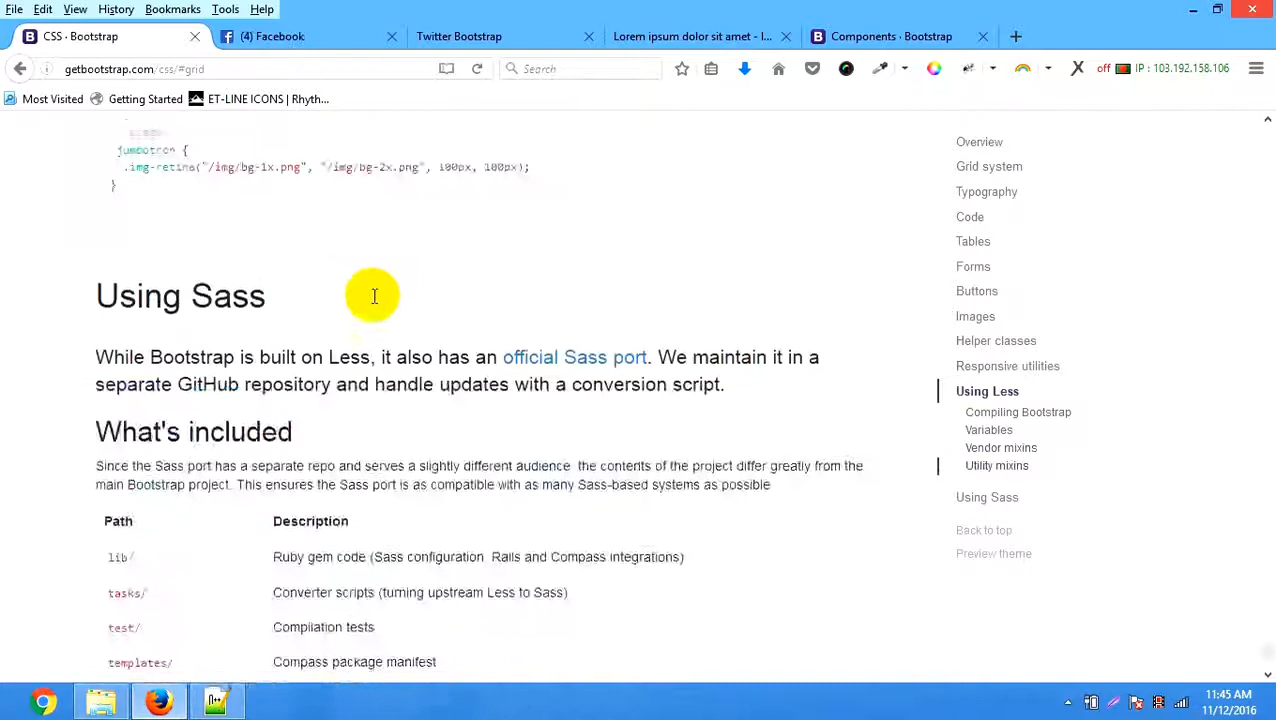 File Edit View History Bookmarks Tools Help
CSS · Bootstrap
(4) Facebook
Twitter Bootstrap
Lorem ipsum dolor sit amet - l...
Components · Bootstrap
getbootstrap.com/css/#grid
Search
off
IP : 103.192.158.106
Most Visited
Getting Started
ET-LINE ICONS | Rhyth...
jumbotron {
.img-retina("/img/bg-1x.png", "/img/bg-2x.png", 100px, 100px);
}
Using Sass
While Bootstrap is built on Less, it also has an official Sass port. We maintain it in a
separate GitHub repository and handle updates with a conversion script.
What's included
Since the Sass port has a separate repo and serves a slightly different audience the contents of the project differ greatly from the
main Bootstrap project. This ensures the Sass port is as compatible with as many Sass-based systems as possible
Path Description
lib/ Ruby gem code (Sass configuration Rails and Compass integrations)
tasks/ Converter scripts (turning upstream Less to Sass)
test/ Compilation tests
templates/ Compass package manifest
Overview
Grid system
Typography
Code
Tables
Forms
Buttons
Images
Helper classes
Responsive utilities
Using Less
Compiling Bootstrap
Variables
Vendor mixins
Utility mixins
Using Sass
Back to top
Preview theme
11:45 AM
11/12/2016